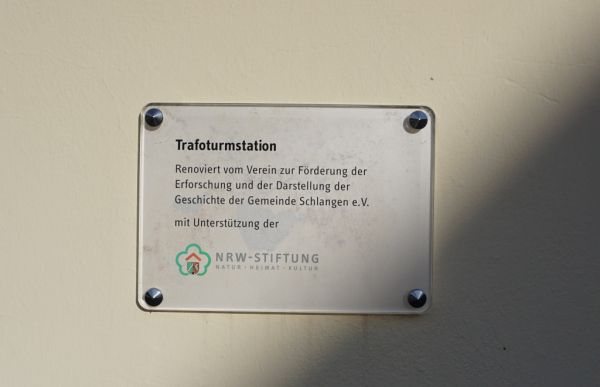 Trafoturmstation
Renoviert vom Verein zur Förderung der
Erforschung und der Darstellung der
Geschichte der Gemeinde Schlangen e.V.
mit Unterstützung der
NRW-STIFTUNG
NATUR · HEIMAT · KULTUR